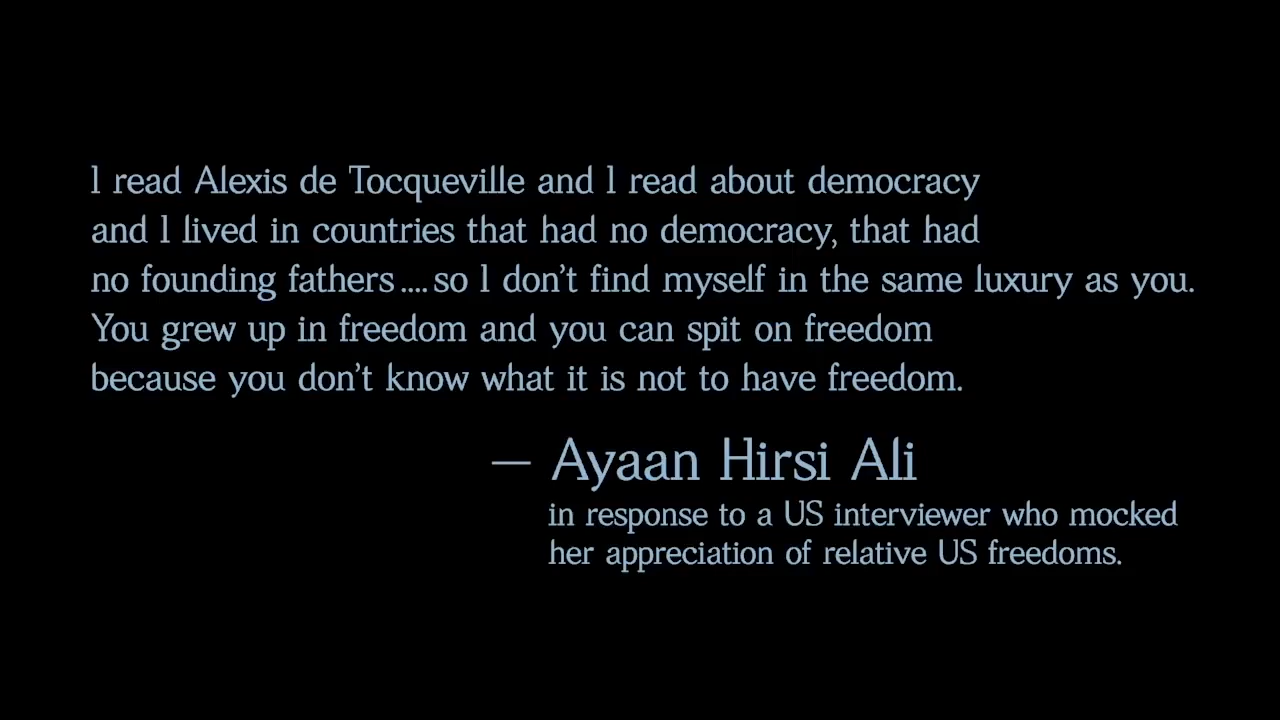 I read Alexis de Tocqueville and I read about democracy
and I lived in countries that had no democracy, that had
no founding fathers .... so I don't find myself in the same luxury as you.
You grew up in freedom and you can spit on freedom
because you don't know what it is not to have freedom.
— Ayaan Hirsi Ali
in response to a US interviewer who mocked
her appreciation of relative US freedoms.